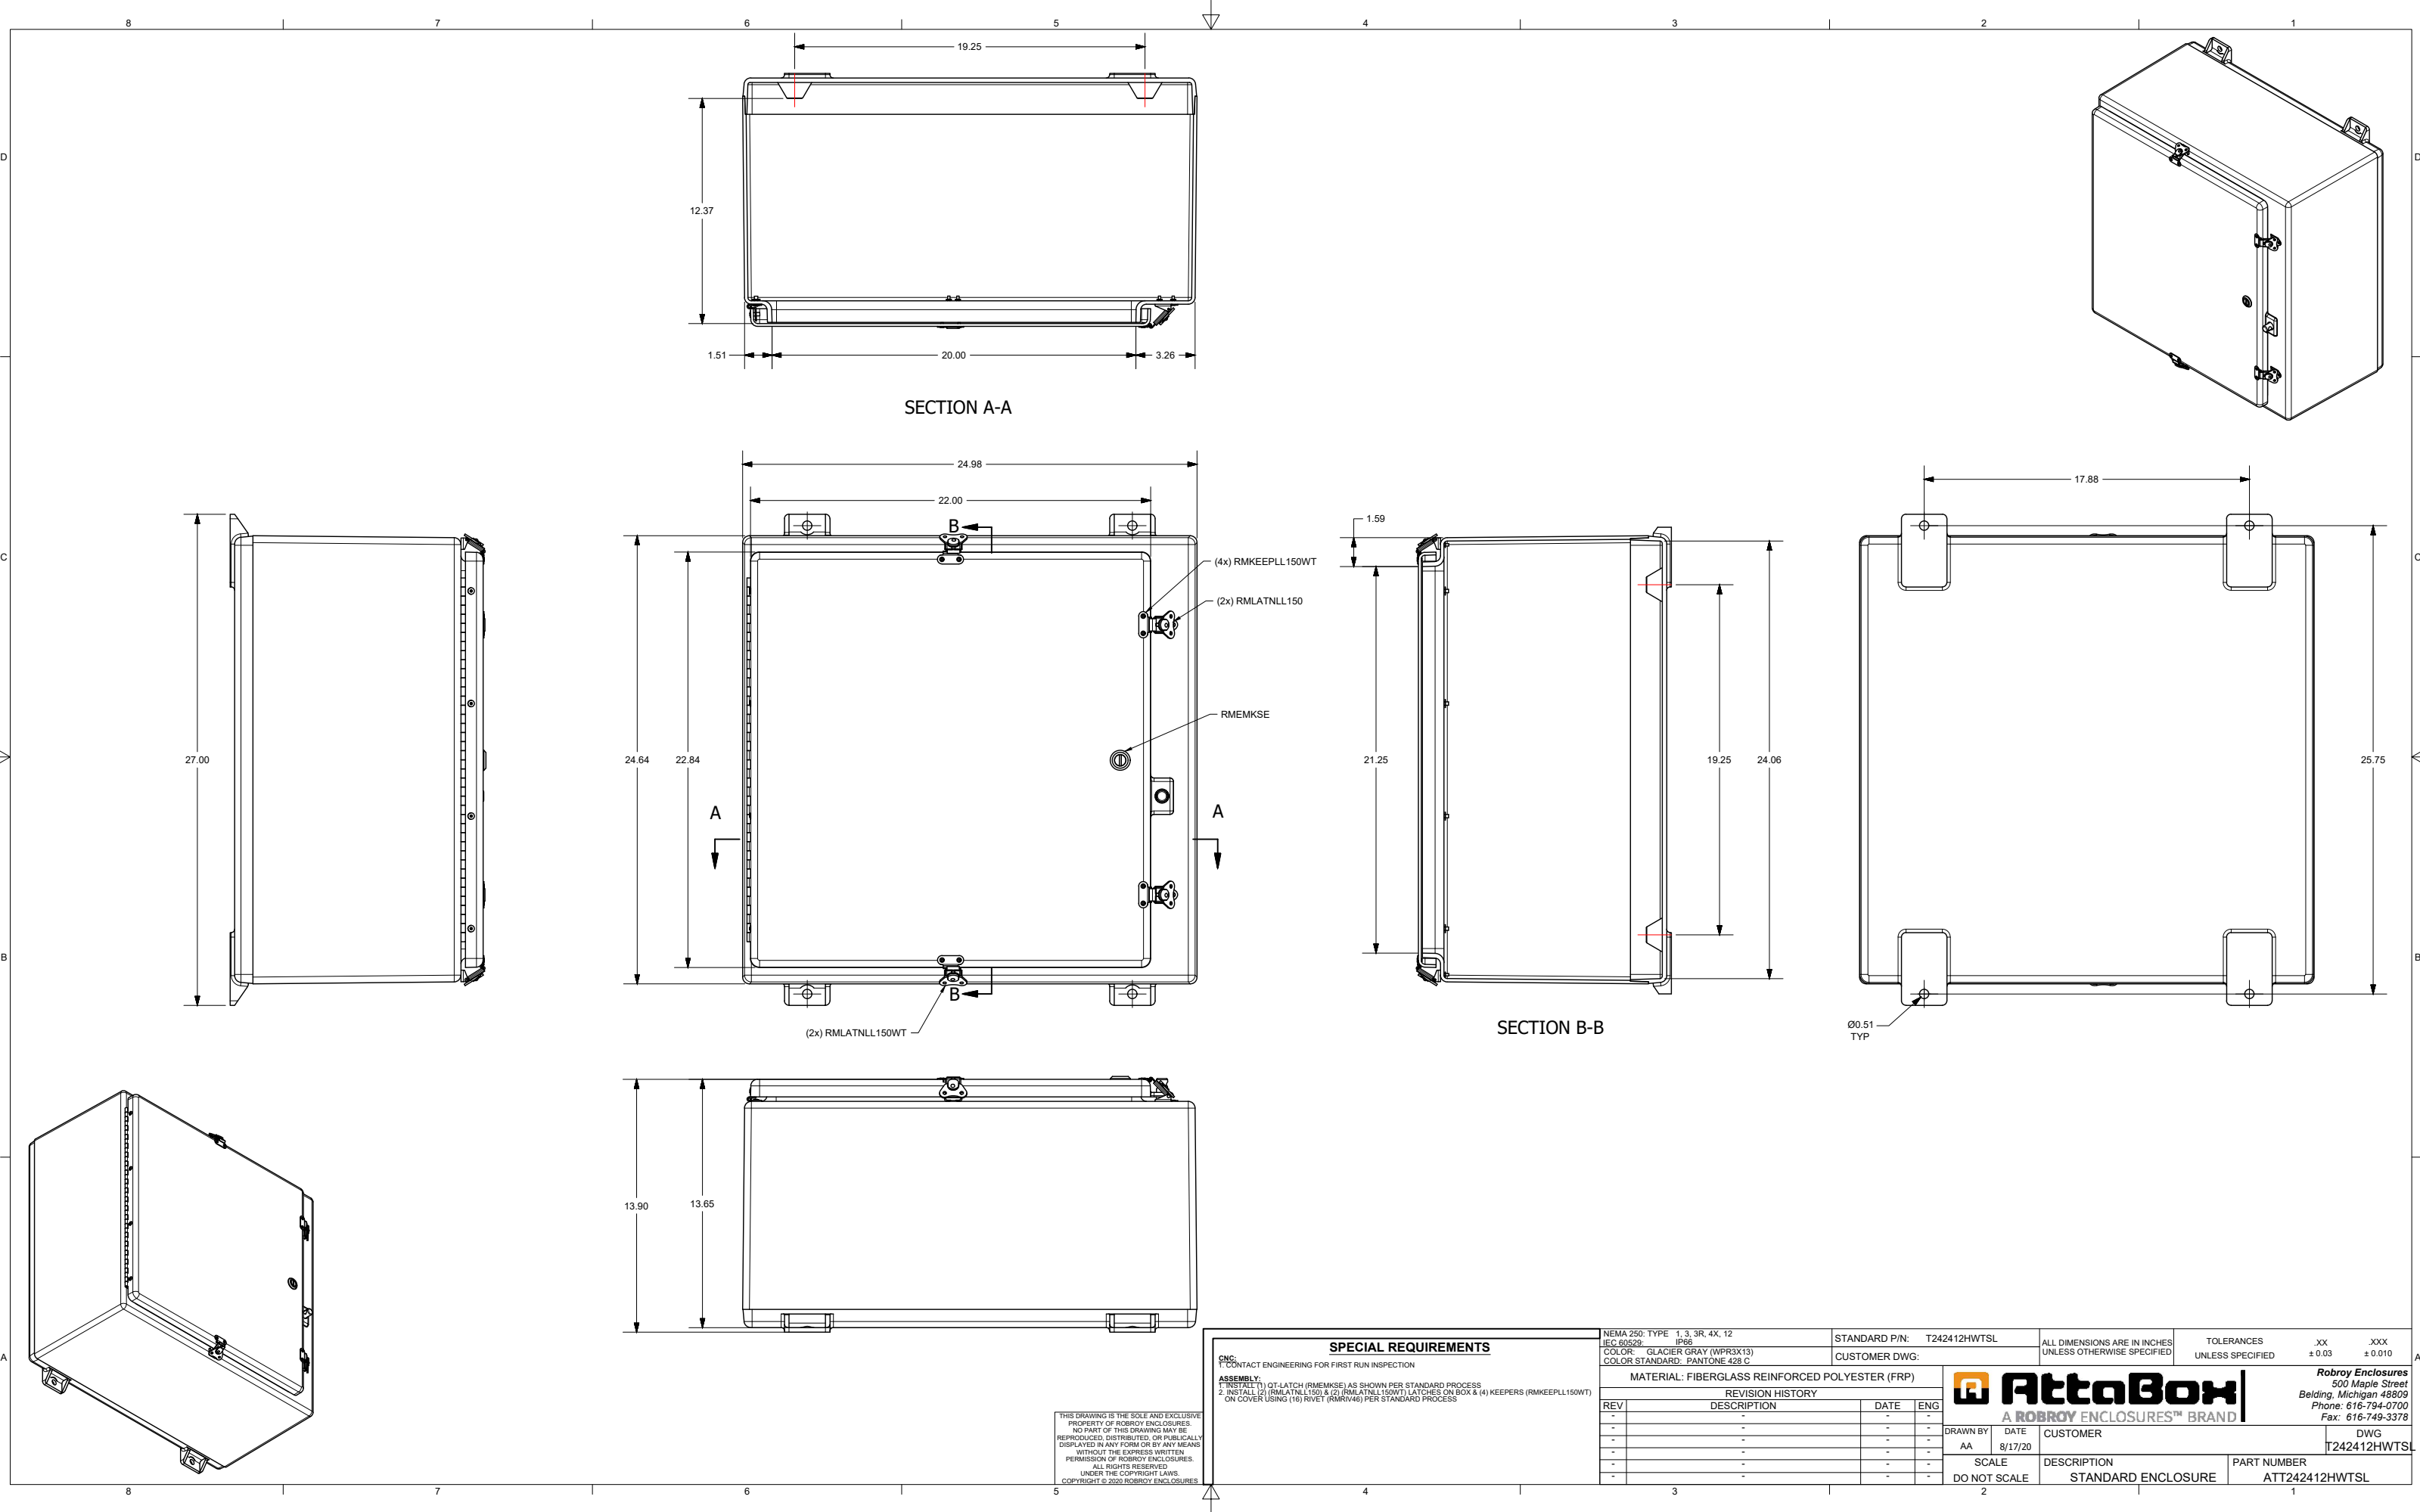 8 7 6 5 4 3 2 1
D
D
C
C
B
B
A
A
19.25
12.37
1.51
20.00
3.26
SECTION A-A
24.98
22.00
B
B
(4x) RMKEEPLL150WT
(2x) RMLATNLL150
RMEMKSE
27.00
24.64
22.84
A
A
(2x) RMLATNLL150WT
1.59
21.25
19.25
24.06
SECTION B-B
17.88
25.75
Ø0.51
TYP
13.90
13.65
THIS DRAWING IS THE SOLE AND EXCLUSIVE
PROPERTY OF ROBROY ENCLOSURES,
NO PART OF THIS DRAWING MAY BE
REPRODUCED, DISTRIBUTED, OR PUBLICALLY
DISPLAYED IN ANY FORM OR BY ANY MEANS
WITHOUT THE EXPRESS WRITTEN
PERMISSION OF ROBROY ENCLOSURES.
ALL RIGHTS RESERVED
UNDER THE COPYRIGHT LAWS.
COPYRIGHT © 2020 ROBROY ENCLOSURES
SPECIAL REQUIREMENTS
CNC:
1. CONTACT ENGINEERING FOR FIRST RUN INSPECTION
ASSEMBLY:
1. INSTALL (1) QT-LATCH (RMEMKSE) AS SHOWN PER STANDARD PROCESS
2. INSTALL (2) (RMLATNLL150) & (2) (RMLATNLL150WT) LATCHES ON BOX & (4) KEEPERS (RMKEEPLL150WT)
ON COVER USING (16) RIVET (RMRIV46) PER STANDARD PROCESS
NEMA 250: TYPE 1, 3, 3R, 4X, 12
IEC 60529: IP66
COLOR: GLACIER GRAY (WPR3X13)
COLOR STANDARD: PANTONE 428 C
STANDARD P/N: T242412HWTSL
CUSTOMER DWG:
ALL DIMENSIONS ARE IN INCHES
UNLESS OTHERWISE SPECIFIED
TOLERANCES .XX .XXX
UNLESS SPECIFIED ± 0.03 ± 0.010
MATERIAL: FIBERGLASS REINFORCED POLYESTER (FRP)
REVISION HISTORY
REV DESCRIPTION DATE ENG
- - - -
- - - -
- - - -
- - - -
- - - -
- - - -
AttaBox
A ROBROY ENCLOSURES™ BRAND
Robroy Enclosures
500 Maple Street
Belding, Michigan 48809
Phone: 616-794-0700
Fax: 616-749-3378
DRAWN BY DATE CUSTOMER DWG
AA 8/17/20 T242412HWTSL
SCALE DESCRIPTION PART NUMBER
DO NOT SCALE STANDARD ENCLOSURE ATT242412HWTSL
8 7 6 5 4 3 2 1